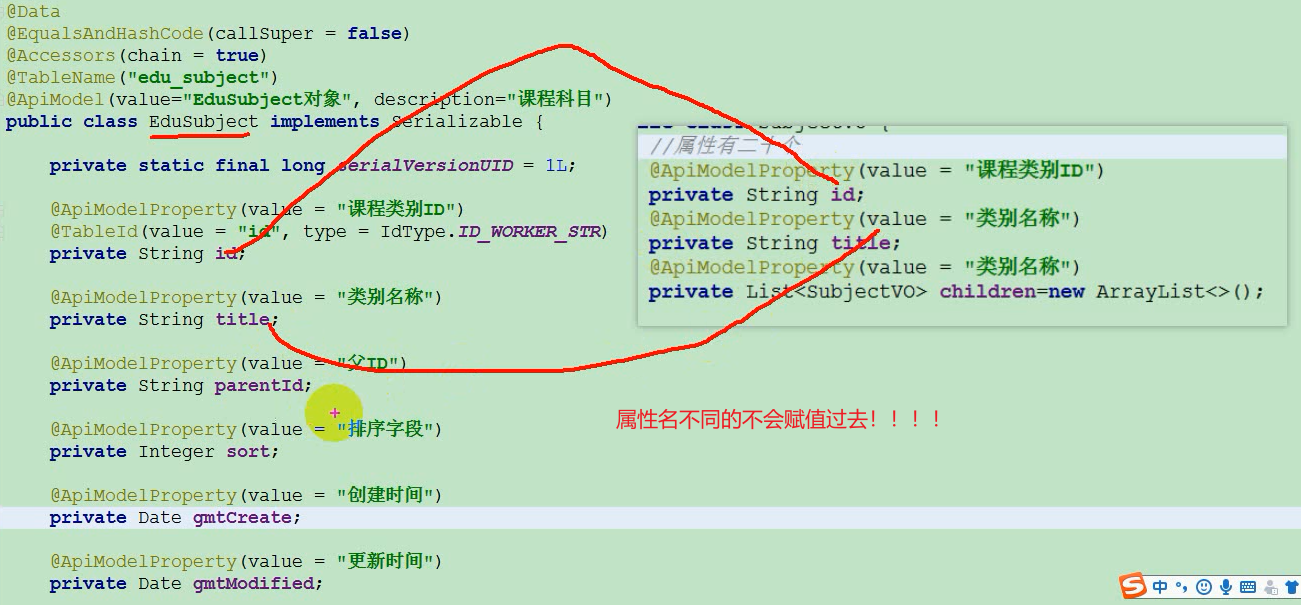 @Data
@EqualsAndHashCode(callSuper = false)
@Accessors(chain = true)
@TableName("edu_subject")
@ApiModel(value="EduSubject对象", description="课程科目")
public class EduSubject implements Serializable {
private static final long serialVersionUID = 1L;
@ApiModelProperty(value = "课程类别ID")
@TableId(value = "id", type = IdType.ID_WORKER_STR)
private String id;
@ApiModelProperty(value = "类别名称")
private String title;
@ApiModelProperty(value = "父ID")
private String parentId;
@ApiModelProperty(value = "排序字段")
private Integer sort;
@ApiModelProperty(value = "创建时间")
private Date gmtCreate;
@ApiModelProperty(value = "更新时间")
private Date gmtModified;
//属性有二十个
@ApiModelProperty(value = "课程类别ID")
private String id;
@ApiModelProperty(value = "类别名称")
private String title;
@ApiModelProperty(value = "类别名称")
private List<SubjectVO> children=new ArrayList<>();
属性名不同的不会赋值过去！！！！
S 中